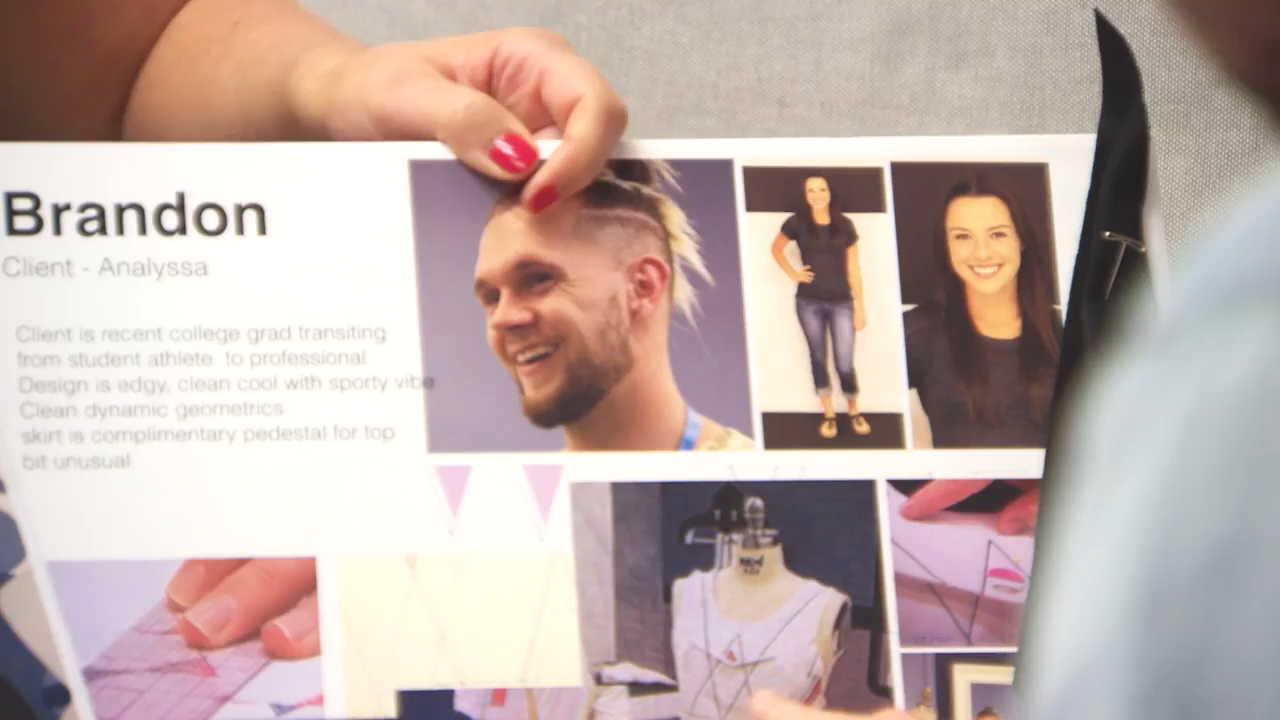 Brandon
Client - Analyssa
Client is recent college grad transiting
from student athlete to professional
Design is edgy, clean cool with sporty vibe
Clean dynamic geometrics
skirt is complimentary pedestal for top
bit unusual